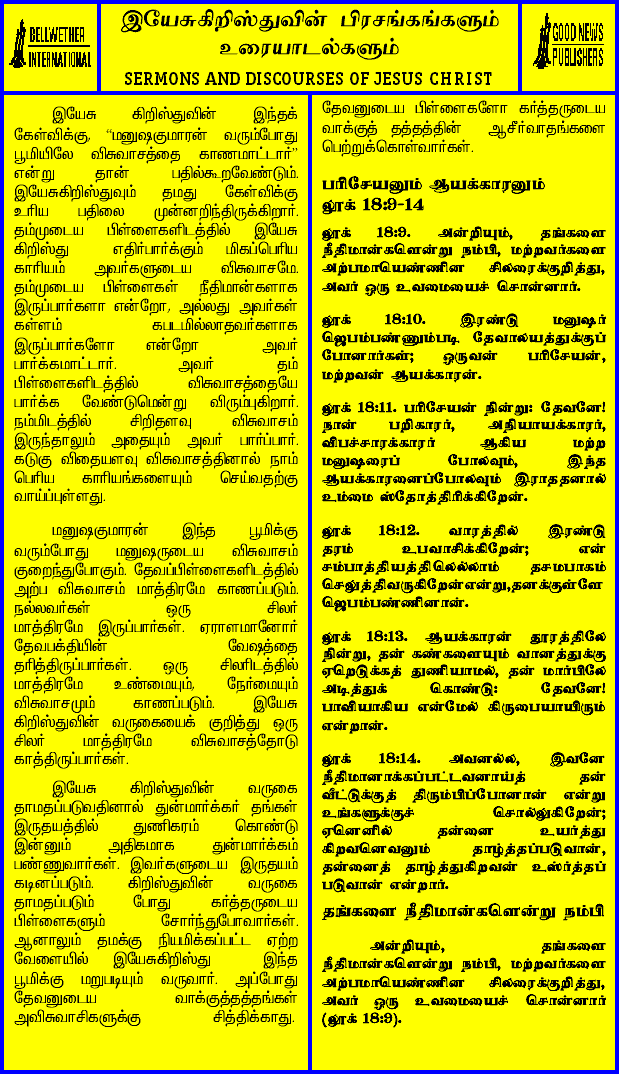 BELLWETHER
INTERNATIONAL
இயேசுகிறிஸ்துவின் பிரசங்கங்களும்
உரையாடல்களும்
SERMONS AND DISCOURSES OF JESUS CHRIST
GOOD NEWS
PUBLISHERS
இயேசு கிறிஸ்துவின் இந்தக்
கேள்விக்கு, “மனுஷகுமாரன் வரும்போது
பூமியிலே விசுவாசத்தை காணமாட்டார்”
என்று தான் பதில்கூறவேண்டும்.
இயேசுகிறிஸ்துவும் தமது கேள்விக்கு
உரிய பதிலை முன்னறிந்திருக்கிறார்.
தம்முடைய பிள்ளைகளிடத்தில் இயேசு
கிறிஸ்து எதிர்பார்க்கும் மிகப்பெரிய
காரியம் அவர்களுடைய விசுவாசமே.
தம்முடைய பிள்ளைகள் நீதிமான்களாக
இருப்பார்களா என்றோ, அல்லது அவர்கள்
கள்ளம் கபடமில்லாதவர்களாக
இருப்பார்களோ என்றோ அவர்
பார்க்கமாட்டார். அவர் தம்
பிள்ளைகளிடத்தில் விசுவாசத்தையே
பார்க்க வேண்டுமென்று விரும்புகிறார்.
நம்மிடத்தில் சிறிதளவு விசுவாசம்
இருந்தாலும் அதையும் அவர் பார்ப்பார்.
கடுகு விதையளவு விசுவாசத்தினால் நாம்
பெரிய காரியங்களையும் செய்வதற்கு
வாய்ப்புள்ளது.
மனுஷகுமாரன் இந்த பூமிக்கு
வரும்போது மனுஷருடைய விசுவாசம்
குறைந்துபோகும். தேவப்பிள்ளைகளிடத்தில்
அற்ப விசுவாசம் மாத்திரமே காணப்படும்.
நல்லவர்கள் ஒரு சிலர்
மாத்திரமே இருப்பார்கள். ஏராளமானோர்
தேவபக்தியின் வேஷத்தை
தரித்திருப்பார்கள். ஒரு சிலரிடத்தில்
மாத்திரமே உண்மையும், நேர்மையும்
விசுவாசமும் காணப்படும். இயேசு
கிறிஸ்துவின் வருகையைக் குறித்து ஒரு
சிலர் மாத்திரமே விசுவாசத்தோடு
காத்திருப்பார்கள்.
இயேசு கிறிஸ்துவின் வருகை
தாமதப்படுவதினால் துன்மார்க்கர் தங்கள்
இருதயத்தில் துணிகரம் கொண்டு
இன்னும் அதிகமாக துன்மார்க்கம்
பண்ணுவார்கள். இவர்களுடைய இருதயம்
கடினப்படும். கிறிஸ்துவின் வருகை
தாமதப்படும் போது கர்த்தருடைய
பிள்ளைகளும் சோர்ந்துபோவார்கள்.
ஆனாலும் தமக்கு நியமிக்கப்பட்ட ஏற்ற
வேளையில் இயேசுகிறிஸ்து இந்த
பூமிக்கு மறுபடியும் வருவார். அப்போது
தேவனுடைய வாக்குத்தத்தங்கள்
அவிசுவாசிகளுக்கு சித்திக்காது.
தேவனுடைய பிள்ளைகளோ கர்த்தருடைய
வாக்குத் தத்தத்தின் ஆசீர்வாதங்களை
பெற்றுக்கொள்வார்கள்.
பரிசேயனும் ஆயக்காரனும்
லூக் 18:9-14
லூக் 18:9. அன்றியும், தங்களை
நீதிமான்களென்று நம்பி, மற்றவர்களை
அற்பமாயெண்ணின சிலரைக்குறித்து,
அவர் ஒரு உவமையைச் சொன்னார்.
லூக் 18:10. இரண்டு மனுஷர்
ஜெபம்பண்ணும்படி தேவாலயத்துக்குப்
போனார்கள்; ஒருவன் பரிசேயன்,
மற்றவன் ஆயக்காரன்.
லூக் 18:11. பரிசேயன் நின்று: தேவனே!
நான் பறிகாரர், அநியாயக்காரர்,
விபச்சாரக்காரர் ஆகிய மற்ற
மனுஷரைப் போலவும், இந்த
ஆயக்காரனைப்போலவும் இராததனால்
உம்மை ஸ்தோத்திரிக்கிறேன்.
லூக் 18:12. வாரத்தில் இரண்டு
தரம் உபவாசிக்கிறேன்; என்
சம்பாத்தியத்திலெல்லாம் தசமபாகம்
செலுத்திவருகிறேன்என்று,தனக்குள்ளே
ஜெபம்பண்ணினான்.
லூக் 18:13. ஆயக்காரன் தூரத்திலே
நின்று, தன் கண்களையும் வானத்துக்கு
ஏறெடுக்கத் துணியாமல், தன் மார்பிலே
அடித்துக் கொண்டு: தேவனே!
பாவியாகிய என்மேல் கிருபையாயிரும்
என்றான்.
லூக் 18:14. அவனல்ல, இவனே
நீதிமானாக்கப்பட்டவனாய்த் தன்
வீட்டுக்குத் திரும்பிப்போனான் என்று
உங்களுக்குச் சொல்லுகிறேன்;
ஏனெனில் தன்னை உயர்த்து
கிறவனெவனும் தாழ்த்தப்படுவான்,
தன்னைத் தாழ்த்துகிறவன் உஸர்த்தப்
படுவான் என்றார்.
தங்களை நீதிமான்களென்று நம்பி
அன்றியும், தங்களை
நீதிமான்களென்று நம்பி, மற்றவர்களை
அற்பமாயெண்ணின சிலரைக்குறித்து,
அவர் ஒரு உவமையைச் சொன்னார்
(லூக் 18:9).